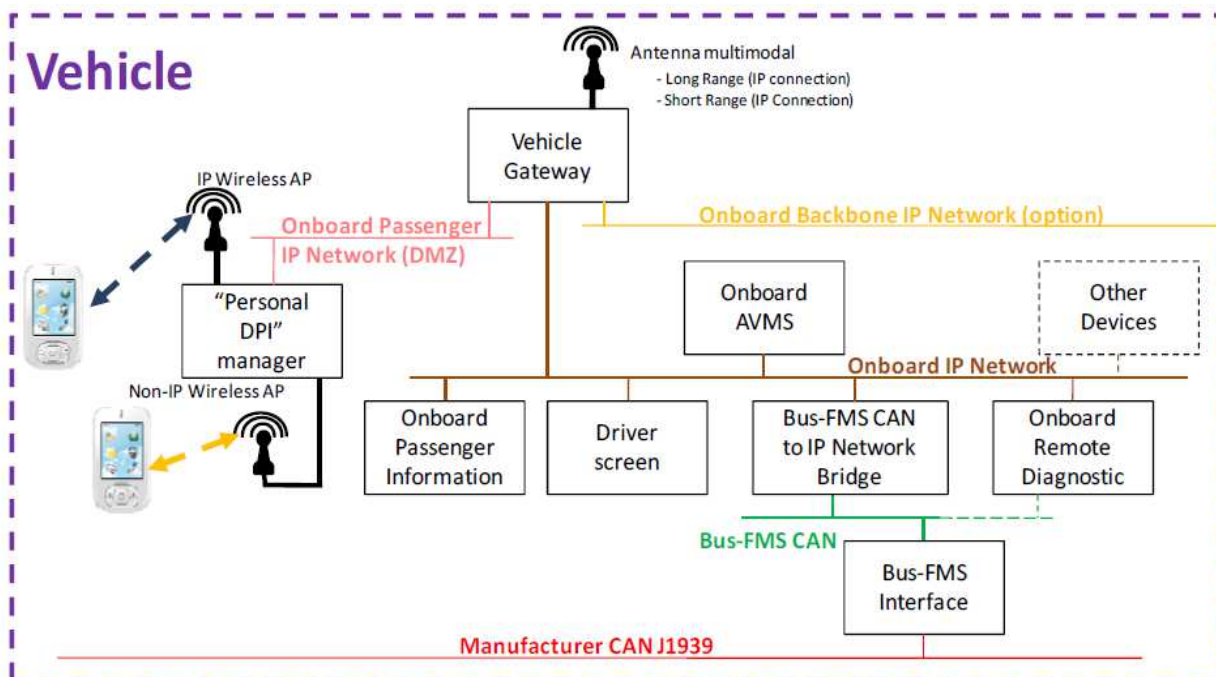 Vehicle
Antenna multimodal
- Long Range (IP connection)
- Short Range (IP Connection)
Vehicle
Gateway
IP Wireless AP
Onboard Passenger
IP Network (DMZ)
Onboard Backbone IP Network (option)
“Personal
DPI”
manager
Onboard
AVMS
Other
Devices
Onboard IP Network
Non-IP Wireless AP
Onboard
Passenger
Information
Driver
screen
Bus-FMS CAN
to IP Network
Bridge
Onboard
Remote
Diagnostic
Bus-FMS CAN
Bus-FMS
Interface
Manufacturer CAN J1939